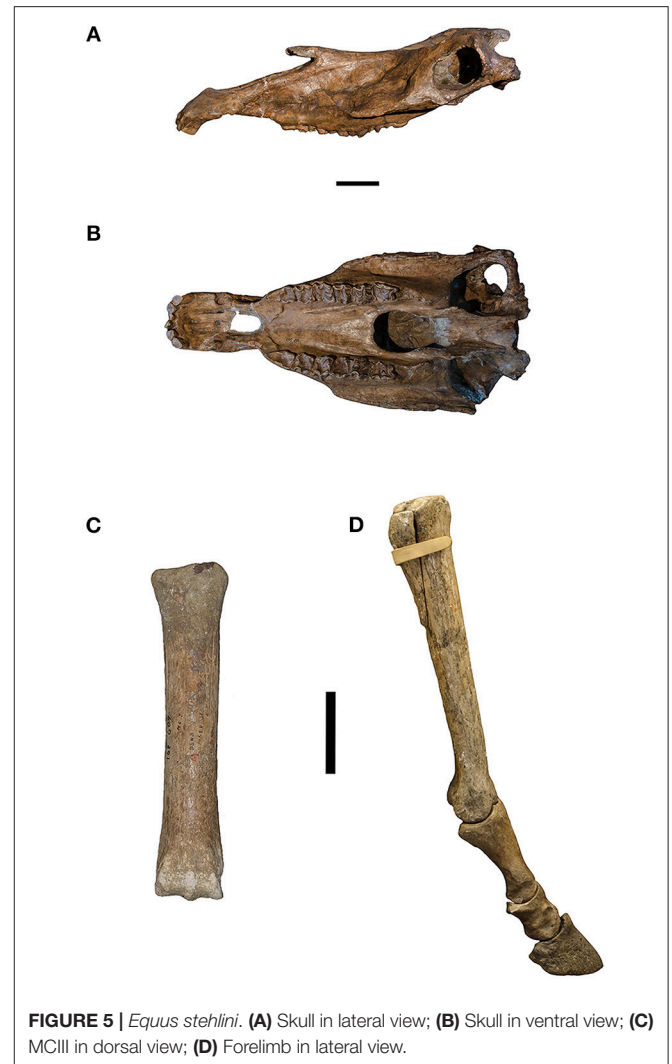 A
B
C
D
FIGURE 5 | Equus stehlini. (A) Skull in lateral view; (B) Skull in ventral view; (C)
MCIII in dorsal view; (D) Forelimb in lateral view.